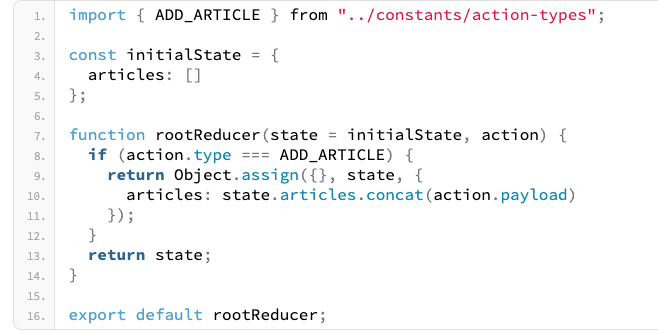 1. import { ADD_ARTICLE } from "../constants/action-types";
2.
3. const initialState = {
4.   articles: []
5. };
6.
7. function rootReducer(state = initialState, action) {
8.   if (action.type === ADD_ARTICLE) {
9.     return Object.assign({}, state, {
10.       articles: state.articles.concat(action.payload)
11.     });
12.   }
13.   return state;
14. }
15.
16. export default rootReducer;